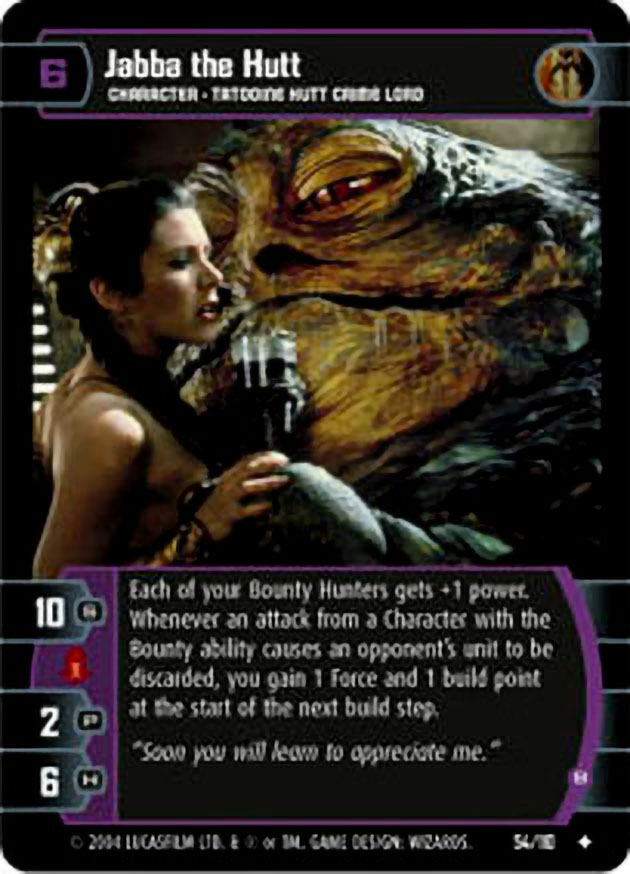 6
Jabba the Hutt
CHARACTER - TATOOINE HUTT CRIME LORD
Each of your Bounty Hunters gets +1 power.
10 S
Whenever an attack from a Character with the
Bounty ability causes an opponent's unit to be
1
discarded, you gain 1 Force and 1 build point
at the start of the next build step.
2 P
"Soon you will learn to appreciate me."
6 H
© 2004 LUCASFILM LTD. & ® or TM. GAME DESIGN: WIZARDS. 54/110